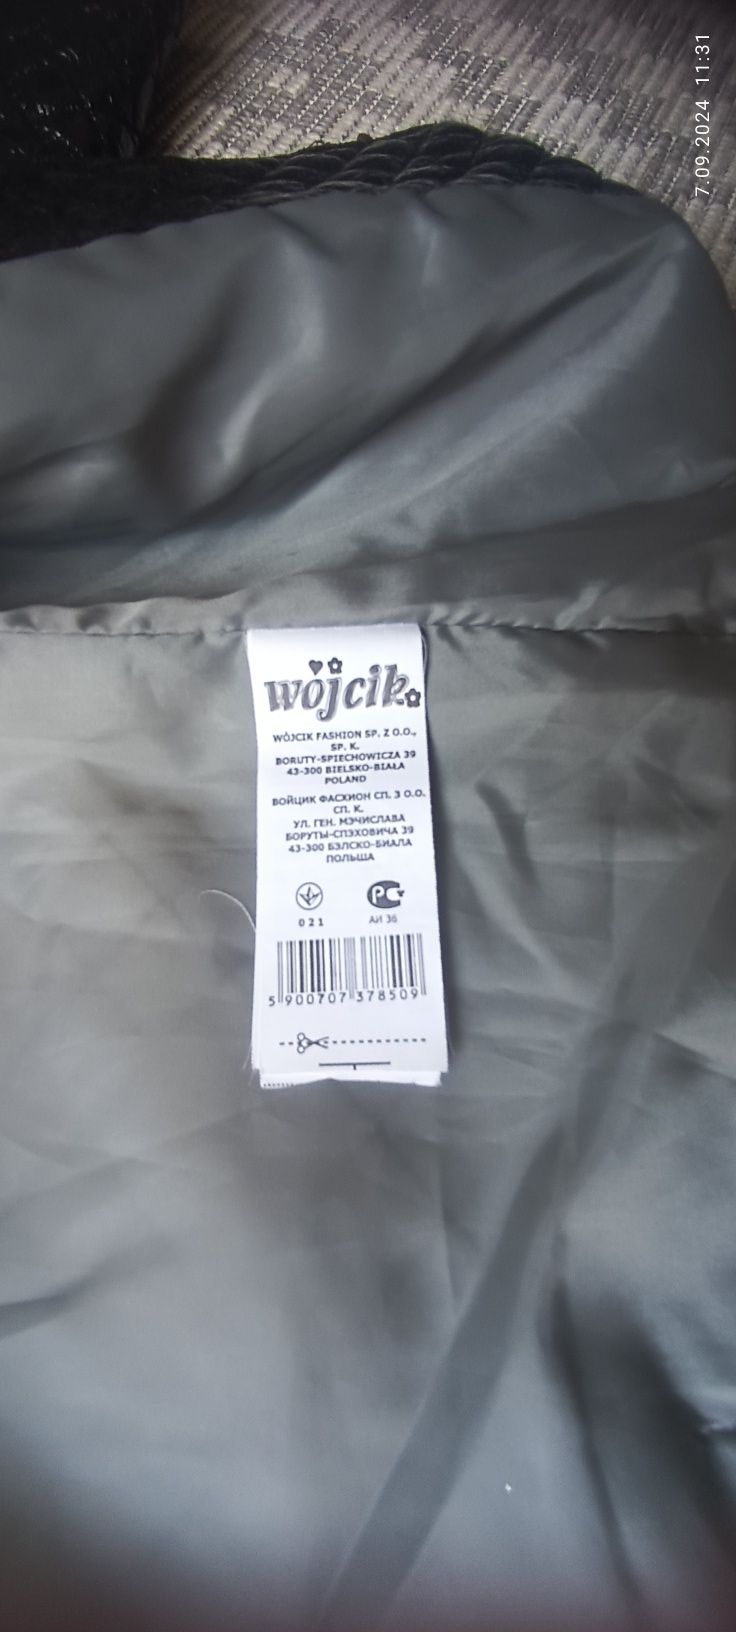 7.09.2024 11:31
wójcik
WÓJCIK FASHION SP. Z O.O.,
SP. K.
BORUTY-SPIECHOWICZA 39
43-300 BIELSKO-BIAŁA
POLAND
ВОЙЦИК ФАСХИОН СП. З О.О.
СП. К.
УЛ. ГЕН. МЭЧИСЛАВА
БОРУТЫ-СПЭХОВИЧА 39
43-300 БЭЛСКО-БИАЛА
ПОЛЬША
021
РС
АИ 36
5 900707 378509